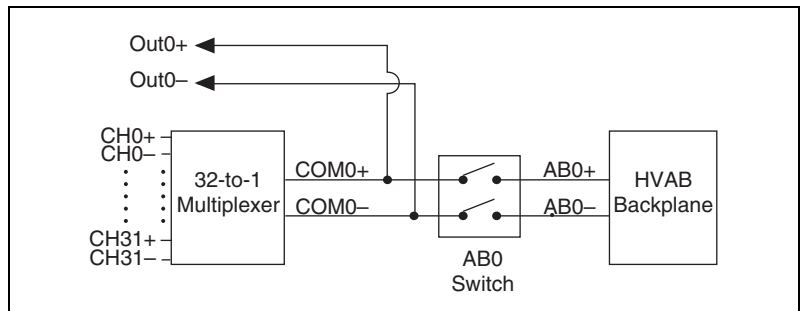 Out0+
Out0–
CH0+
CH0–
CH31+
CH31–
32-to-1
Multiplexer
COM0+
COM0–
AB0
Switch
AB0+
AB0–
HVAB
Backplane